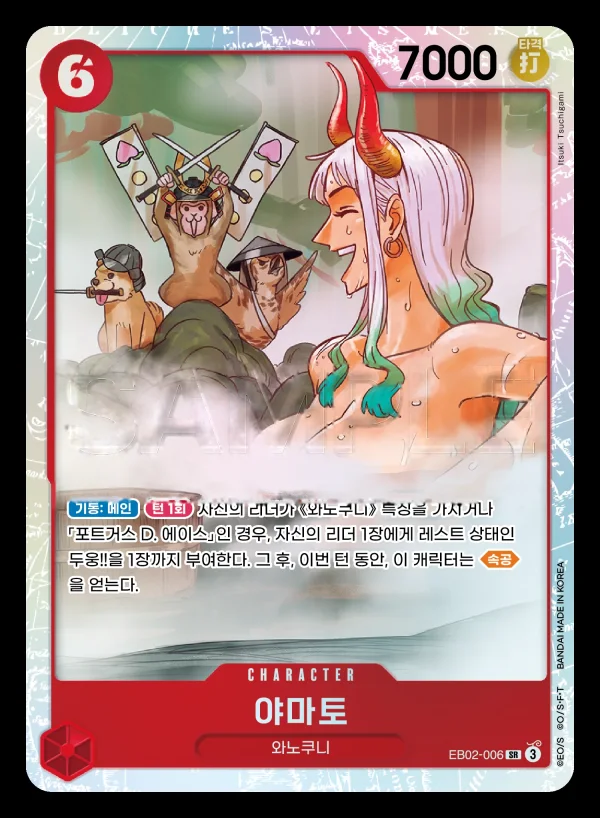 DELICIOUS MEMBER
6
7000
타격
打
Itsuki Tsuchigami
SAMPLE
기동: 메인 턴 1회 자신의 리더가 《와노쿠니》 특징을 가지거나
「포트거스 D. 에이스」인 경우, 자신의 리더 1장에게 레스트 상태인
두웅!!을 1장까지 부여한다. 그 후, 이번 턴 동안, 이 캐릭터는 속공
을 얻는다.
CHARACTER
야마토
와노쿠니
EB02-006 SR 3
©EO/S ©O/S·F·T BANDAI MADE IN KOREA